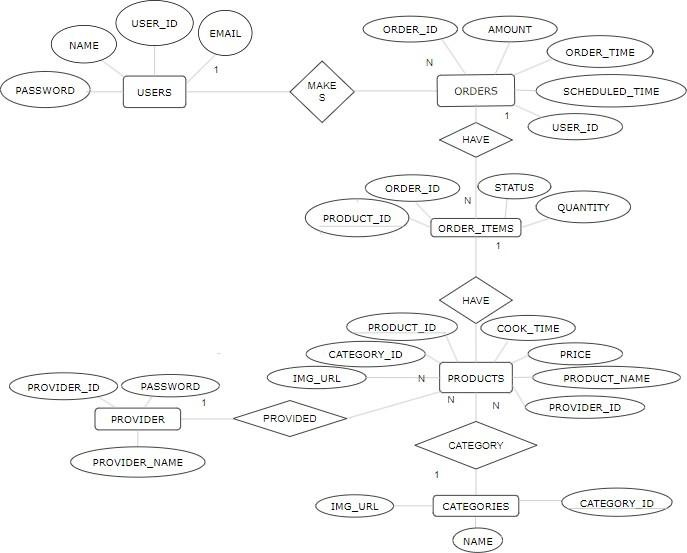 USER_ID
NAME
EMAIL
PASSWORD
USERS
1
MAKE
S
ORDER_ID
AMOUNT
N
ORDER_TIME
ORDERS
SCHEDULED_TIME
1
USER_ID
HAVE
ORDER_ID
STATUS
N
PRODUCT_ID
QUANTITY
ORDER_ITEMS
1
HAVE
PRODUCT_ID
COOK_TIME
CATEGORY_ID
PRICE
IMG_URL
N
PRODUCTS
PRODUCT_NAME
N
N
PROVIDER_ID
PROVIDER_ID
PASSWORD
1
PROVIDER
PROVIDED
PROVIDER_NAME
CATEGORY
1
IMG_URL
CATEGORIES
CATEGORY_ID
NAME